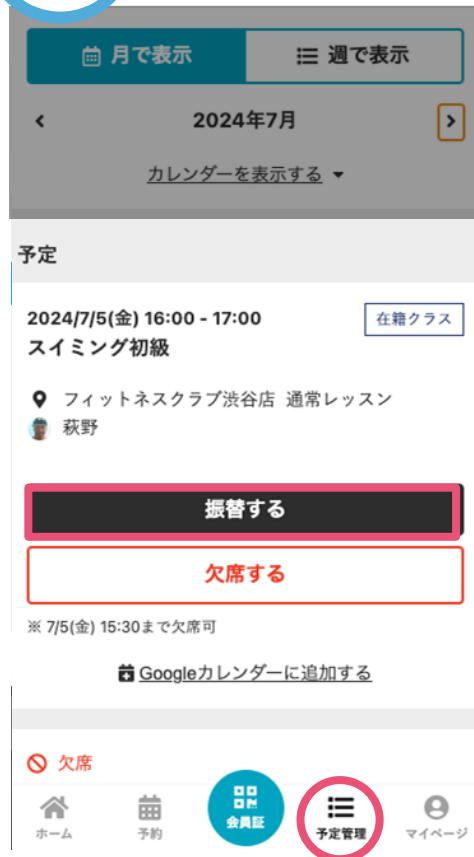 月で表示
週で表示
2024年7月
カレンダーを表示する
予定
2024/7/5(金) 16:00 - 17:00
在籍クラス
スイミング初級
フィットネスクラブ渋谷店 通常レッスン
萩野
振替する
欠席する
※ 7/5(金) 15:30まで欠席可
Googleカレンダーに追加する
欠席
ホーム
予約
会員証
予定管理
マイページ